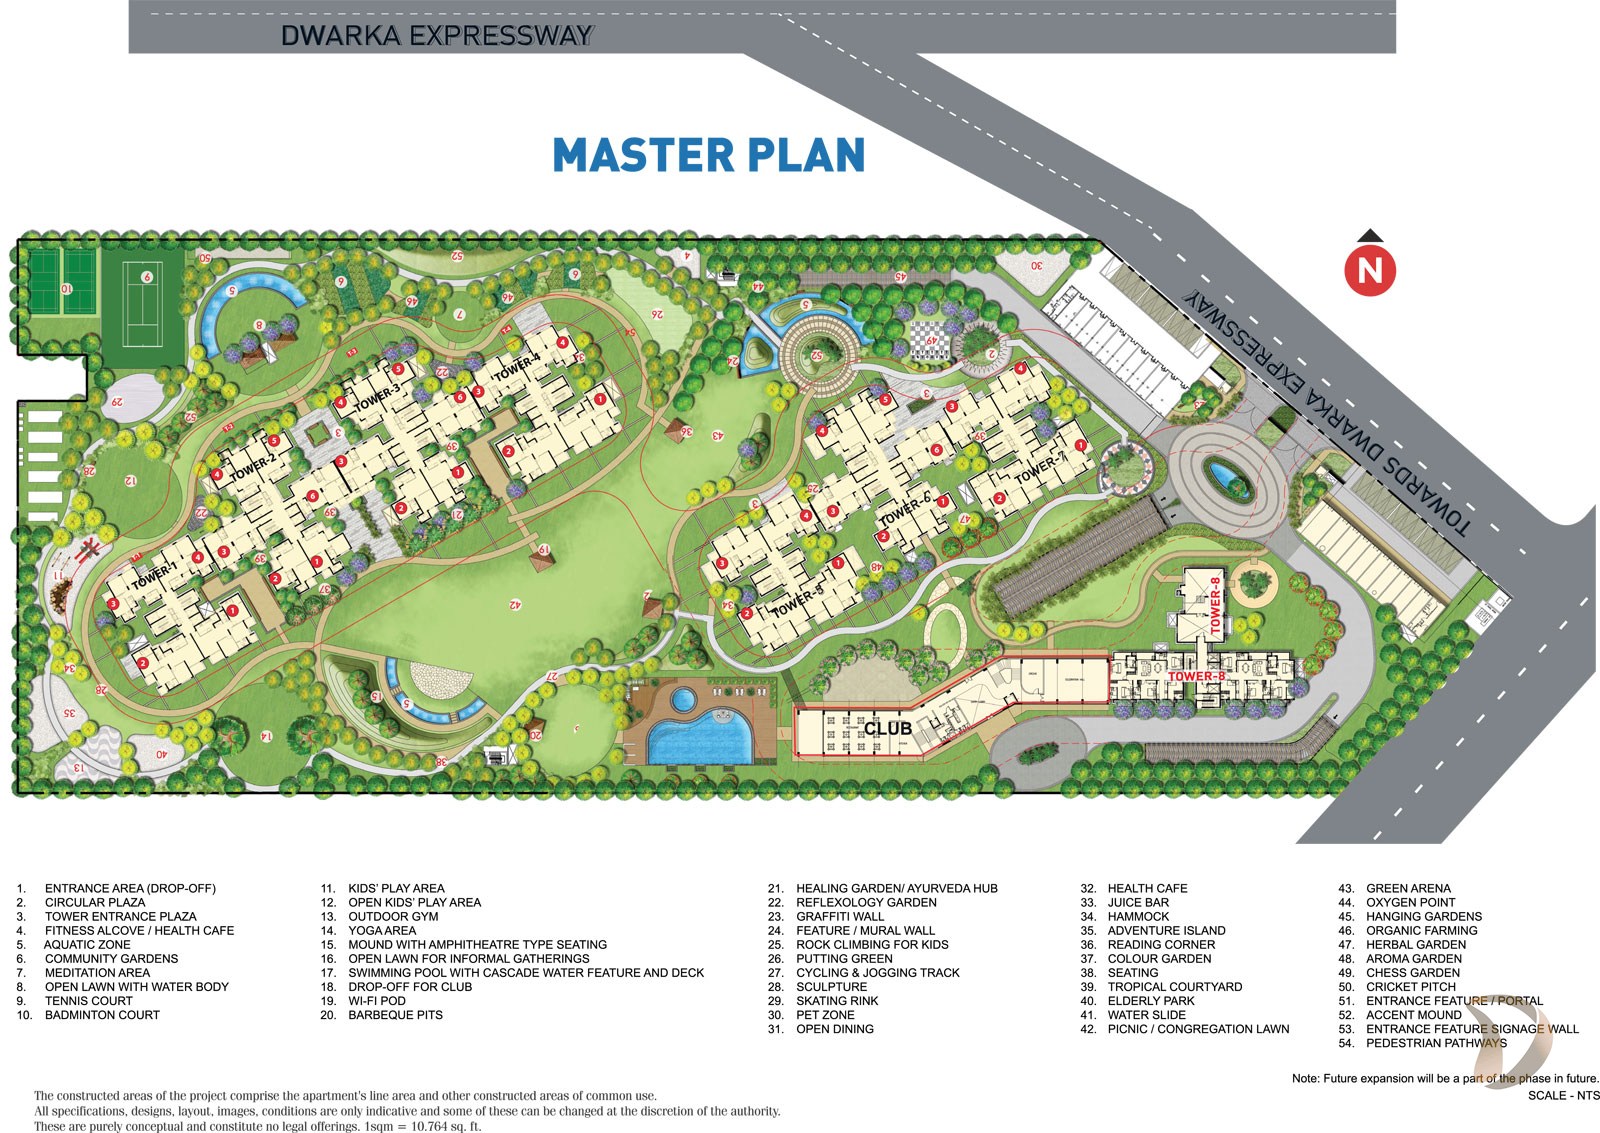 DWARKA EXPRESSWAY
MASTER PLAN
N
TOWARDS DWARKA EXPRESSWAY
TOWER-1
TOWER-2
TOWER-3
TOWER-4
TOWER-5
TOWER-6
TOWER-7
TOWER-8
TOWER-8
CLUB
1. ENTRANCE AREA (DROP-OFF)
2. CIRCULAR PLAZA
3. TOWER ENTRANCE PLAZA
4. FITNESS ALCOVE / HEALTH CAFE
5. AQUATIC ZONE
6. COMMUNITY GARDENS
7. MEDITATION AREA
8. OPEN LAWN WITH WATER BODY
9. TENNIS COURT
10. BADMINTON COURT
11. KIDS' PLAY AREA
12. OPEN KIDS' PLAY AREA
13. OUTDOOR GYM
14. YOGA AREA
15. MOUND WITH AMPHITHEATRE TYPE SEATING
16. OPEN LAWN FOR INFORMAL GATHERINGS
17. SWIMMING POOL WITH CASCADE WATER FEATURE AND DECK
18. DROP-OFF FOR CLUB
19. WI-FI POD
20. BARBEQUE PITS
21. HEALING GARDEN/ AYURVEDA HUB
22. REFLEXOLOGY GARDEN
23. GRAFFITI WALL
24. FEATURE / MURAL WALL
25. ROCK CLIMBING FOR KIDS
26. PUTTING GREEN
27. CYCLING & JOGGING TRACK
28. SCULPTURE
29. SKATING RINK
30. PET ZONE
31. OPEN DINING
32. HEALTH CAFE
33. JUICE BAR
34. HAMMOCK
35. ADVENTURE ISLAND
36. READING CORNER
37. COLOUR GARDEN
38. SEATING
39. TROPICAL COURTYARD
40. ELDERLY PARK
41. WATER SLIDE
42. PICNIC / CONGREGATION LAWN
43. GREEN ARENA
44. OXYGEN POINT
45. HANGING GARDENS
46. ORGANIC FARMING
47. HERBAL GARDEN
48. AROMA GARDEN
49. CHESS GARDEN
50. CRICKET PITCH
51. ENTRANCE FEATURE / PORTAL
52. ACCENT MOUND
53. ENTRANCE FEATURE SIGNAGE WALL
54. PEDESTRIAN PATHWAYS
Note: Future expansion will be a part of the phase in future.
SCALE - NTS
The constructed areas of the project comprise the apartment's line area and other constructed areas of common use.
All specifications, designs, layout, images, conditions are only indicative and some of these can be changed at the discretion of the authority.
These are purely conceptual and constitute no legal offerings. 1sqm = 10.764 sq. ft.